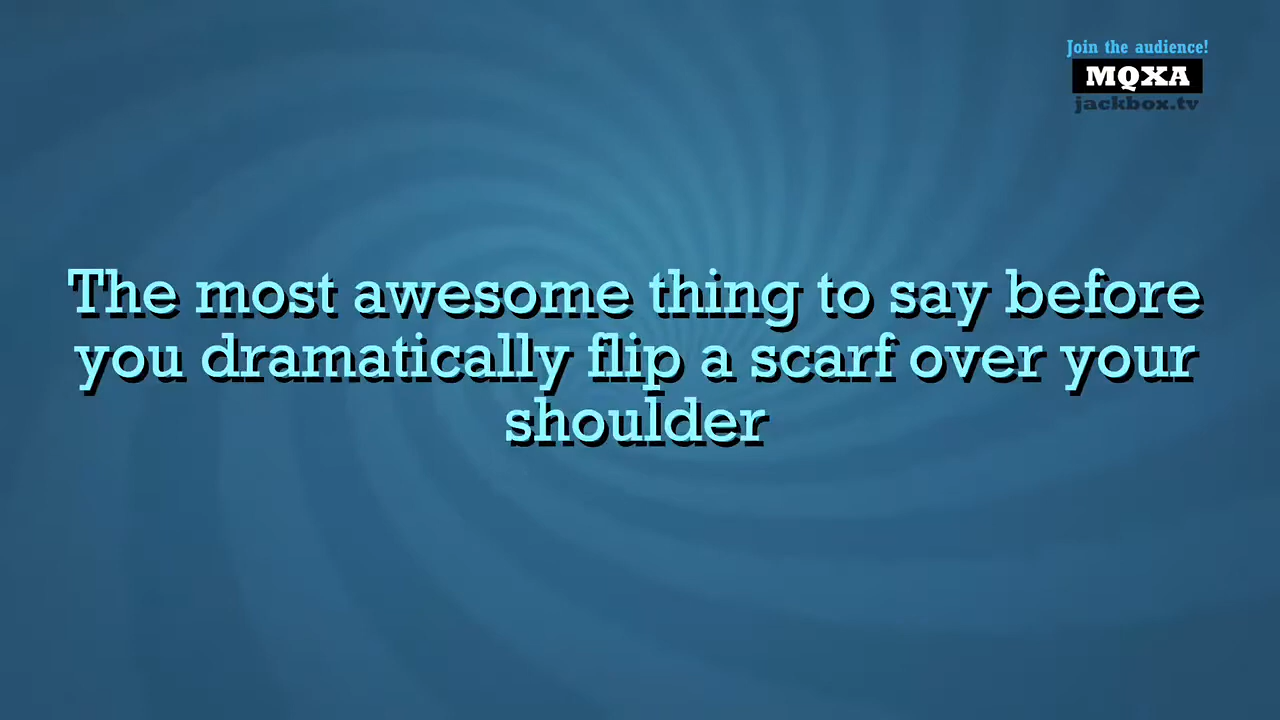 Join the audience!
MQXA
jackbox.tv
The most awesome thing to say before
you dramatically flip a scarf over your
shoulder